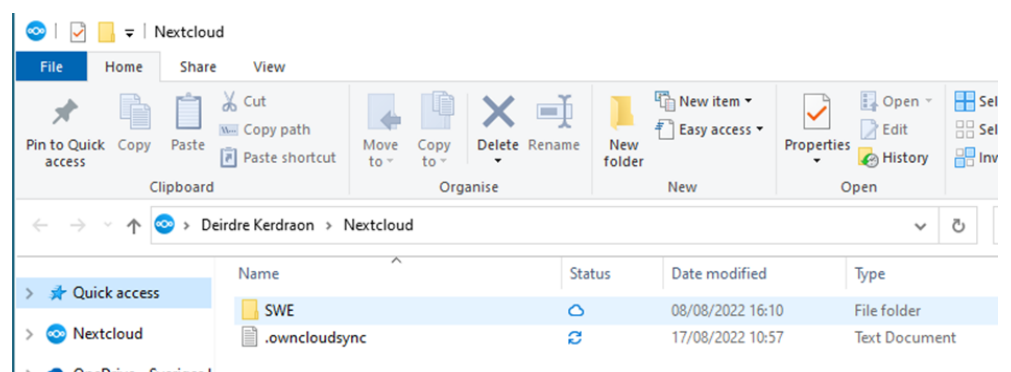 Nextcloud
File Home Share View
Pin to Quick access
Copy
Paste
Cut
Copy path
Paste shortcut
Clipboard
Move to
Copy to
Delete
Rename
Organise
New folder
New item
Easy access
New
Properties
Open
Edit
History
Open
Sel
Sel
Inv
Deirdre Kerdraon > Nextcloud
Name Status Date modified Type
Quick access
SWE 08/08/2022 16:10 File folder
Nextcloud
.owncloudsync 17/08/2022 10:57 Text Document